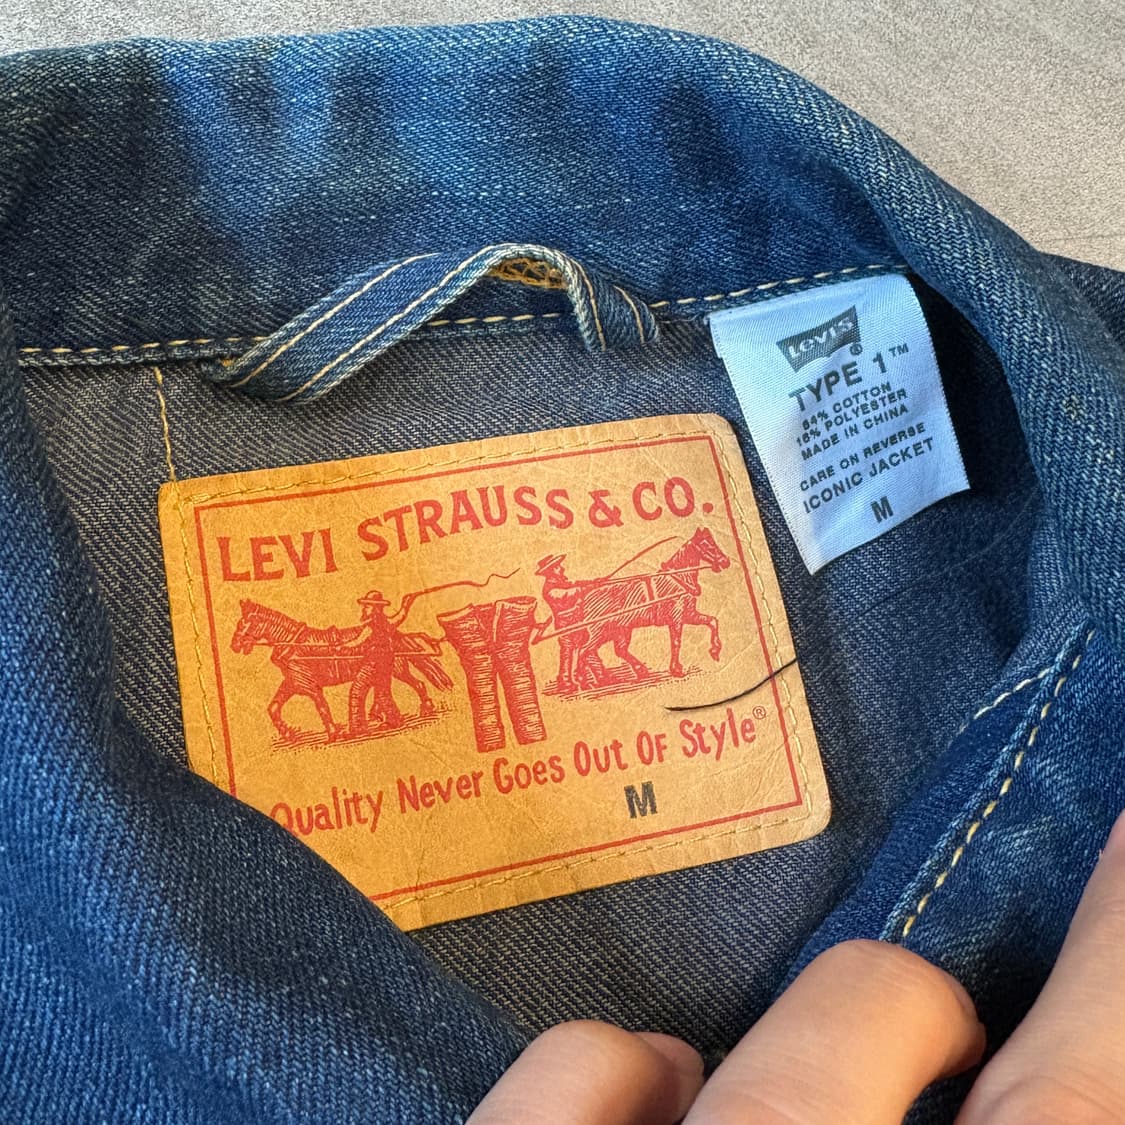 LEVI STRAUSS & CO.
Quality Never Goes Out Of Style®
M
Levi's®
TYPE 1™
64% COTTON
16% POLYESTER
MADE IN CHINA
CARE ON REVERSE
ICONIC JACKET
M